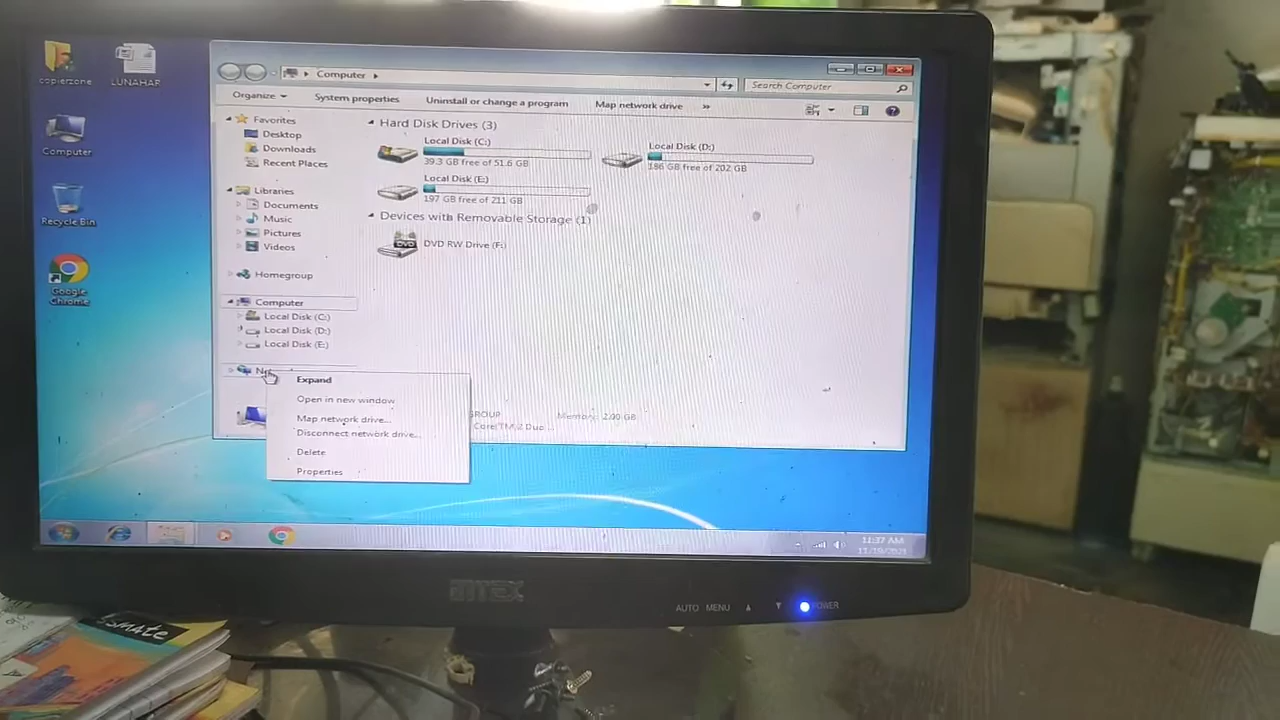 copierzone
LUNAHAR
Computer
Recycle Bin
Google
Chrome
Computer
Search Computer
Organize
System properties
Uninstall or change a program
Map network drive
»
Favorites
Desktop
Downloads
Recent Places
Libraries
Documents
Music
Pictures
Videos
Homegroup
Computer
Local Disk (C:)
Local Disk (D:)
Local Disk (E:)
Hard Disk Drives (3)
Local Disk (C:)
39.3 GB free of 51.6 GB
Local Disk (D:)
186 GB free of 202 GB
Local Disk (E:)
197 GB free of 211 GB
Devices with Removable Storage (1)
DVD RW Drive (F:)
DVD
Expand
Open in new window
Map network drive...
Disconnect network drive...
Delete
Properties
GROUP
Memory: 2.00 GB
Core(TM)2 Duo...
11:37 AM
AUTO MENU
POWER